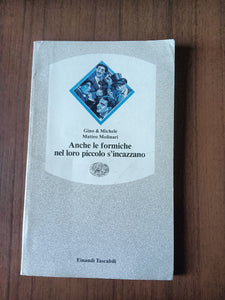 Gino & Michele
Matteo Molinari
Anche le formiche
nel loro piccolo s'incazzano
Einaudi Tascabili